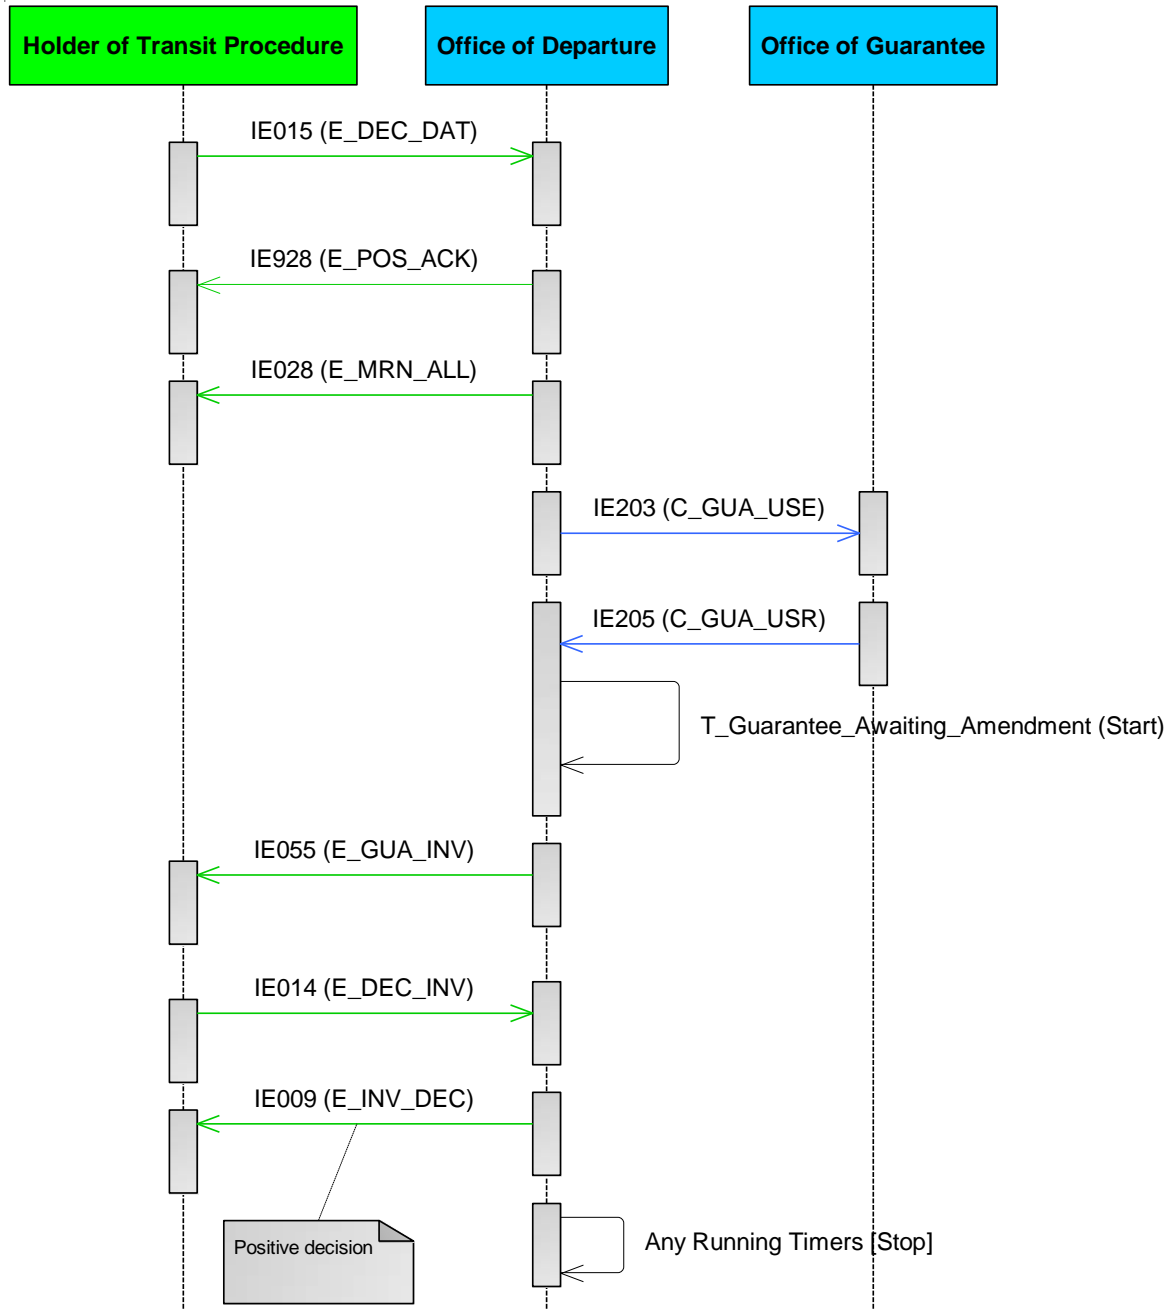 Holder of Transit Procedure
Office of Departure
Office of Guarantee
IE015 (E_DEC_DAT)
IE928 (E_POS_ACK)
IE028 (E_MRN_ALL)
IE203 (C_GUA_USE)
IE205 (C_GUA_USR)
T_Guarantee_Awaiting_Amendment (Start)
IE055 (E_GUA_INV)
IE014 (E_DEC_INV)
IE009 (E_INV_DEC)
Positive decision
Any Running Timers [Stop]